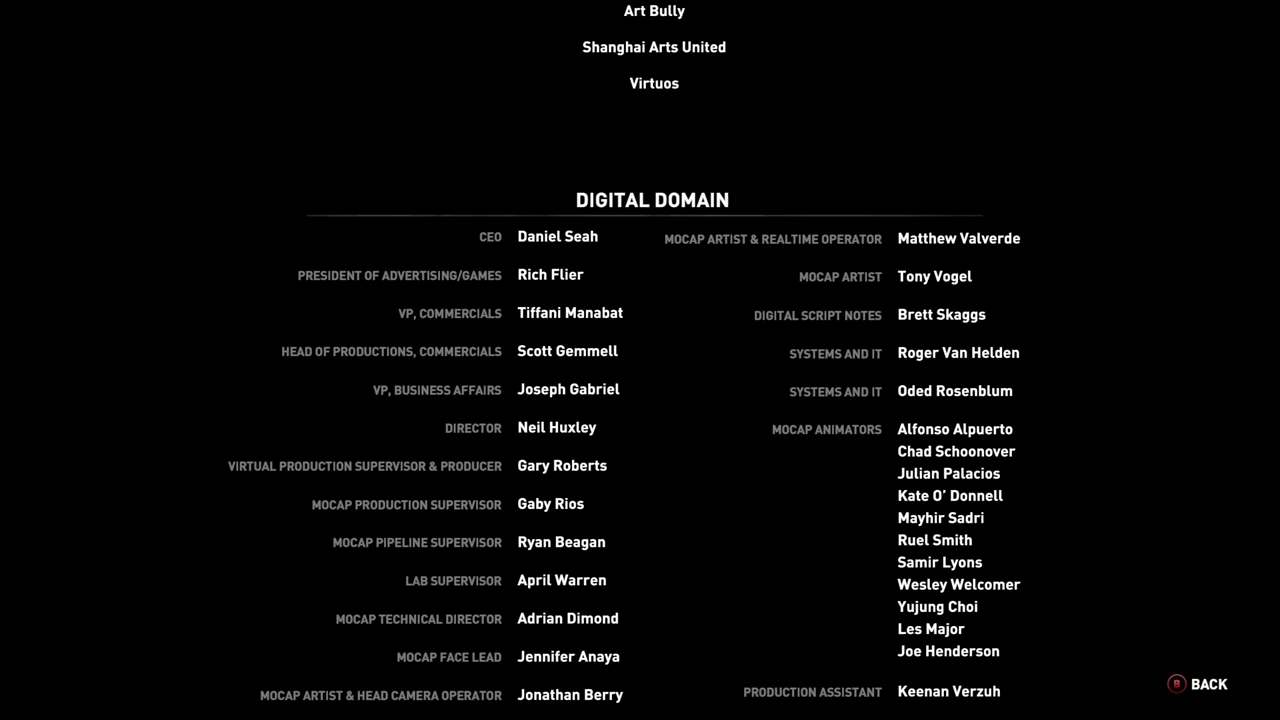 Art Bully
Shanghai Arts United
Virtuos
DIGITAL DOMAIN
CEO Daniel Seah
PRESIDENT OF ADVERTISING/GAMES Rich Flier
VP, COMMERCIALS Tiffani Manabat
HEAD OF PRODUCTIONS, COMMERCIALS Scott Gemmell
VP, BUSINESS AFFAIRS Joseph Gabriel
DIRECTOR Neil Huxley
VIRTUAL PRODUCTION SUPERVISOR & PRODUCER Gary Roberts
MOCAP PRODUCTION SUPERVISOR Gaby Rios
MOCAP PIPELINE SUPERVISOR Ryan Beagan
LAB SUPERVISOR April Warren
MOCAP TECHNICAL DIRECTOR Adrian Dimond
MOCAP FACE LEAD Jennifer Anaya
MOCAP ARTIST & HEAD CAMERA OPERATOR Jonathan Berry
MOCAP ARTIST & REALTIME OPERATOR Matthew Valverde
MOCAP ARTIST Tony Vogel
DIGITAL SCRIPT NOTES Brett Skaggs
SYSTEMS AND IT Roger Van Helden
SYSTEMS AND IT Oded Rosenblum
MOCAP ANIMATORS Alfonso Alpuerto
Chad Schoonover
Julian Palacios
Kate O' Donnell
Mayhir Sadri
Ruel Smith
Samir Lyons
Wesley Welcomer
Yujung Choi
Les Major
Joe Henderson
PRODUCTION ASSISTANT Keenan Verzuh
B BACK